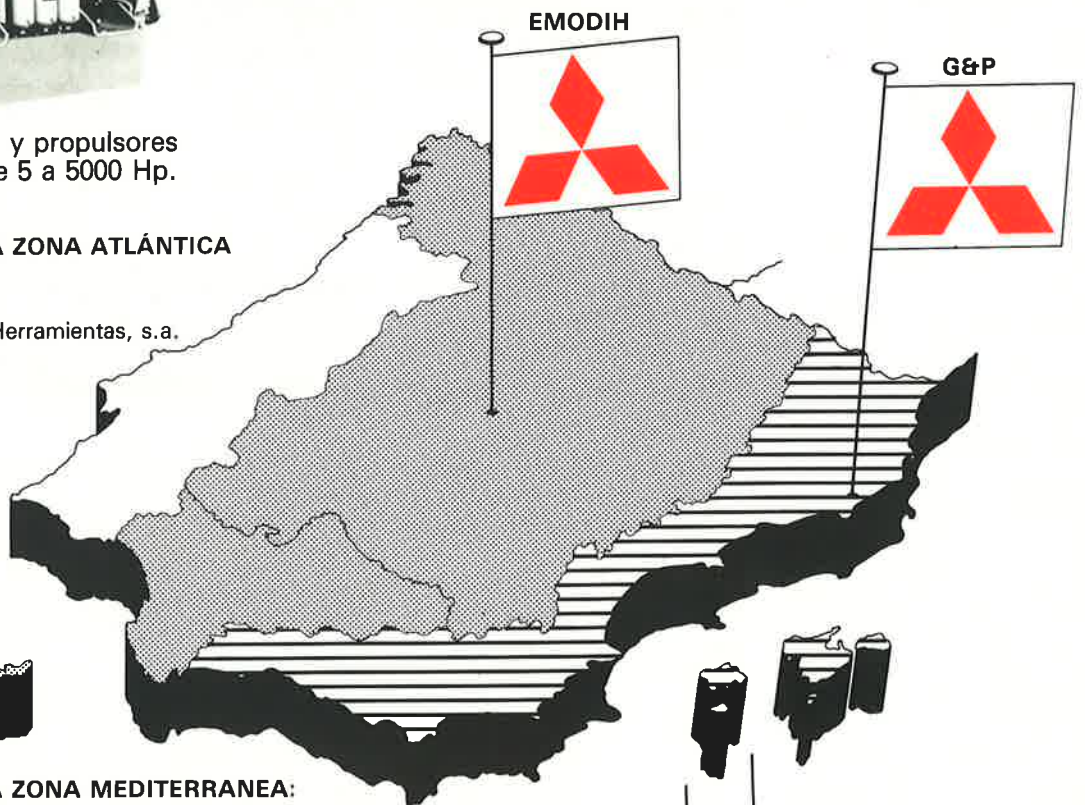 EMODIH
G&P
y propulsores
e 5 a 5000 Hp.
ZONA ATLÁNTICA
Herramientas, s.a.
ZONA MEDITERRANEA: